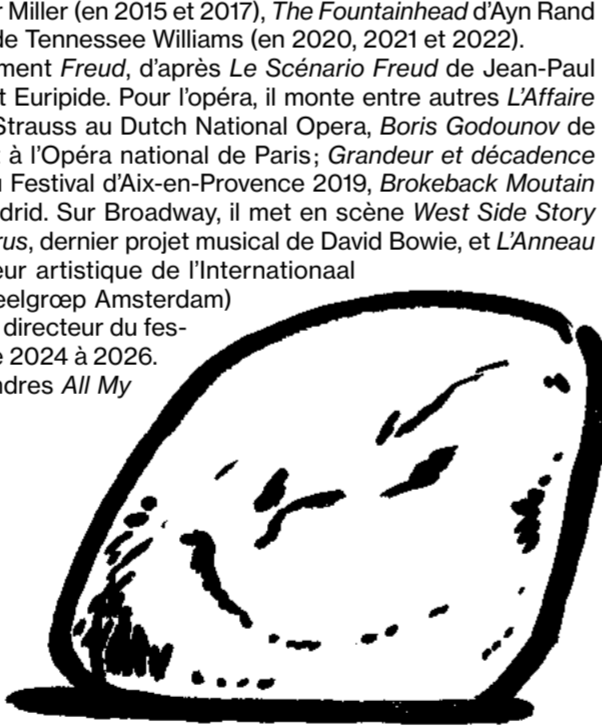 r Miller (en 2015 et 2017), The Fountainhead d’Ayn Rand
de Tennessee Williams (en 2020, 2021 et 2022).
ment Freud, d’après Le Scénario Freud de Jean-Paul
t Euripide. Pour l’opéra, il monte entre autres L’Affaire
Strauss au Dutch National Opera, Boris Godounov de
t à l’Opéra national de Paris; Grandeur et décadence
u Festival d’Aix-en-Provence 2019, Brokeback Moutain
drid. Sur Broadway, il met en scène West Side Story
rus, dernier projet musical de David Bowie, et L’Anneau
eur artistique de l’Internationaal
eelgrœp Amsterdam)
directeur du fes-
e 2024 à 2026.
ndres All My